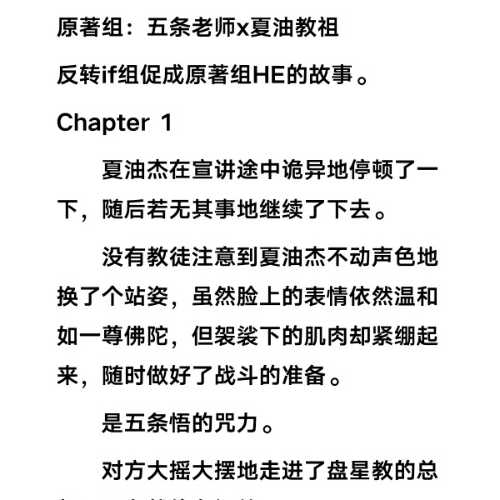 原著组：五条老师x夏油教祖
反转if组促成原著组HE的故事。
Chapter 1
夏油杰在宣讲途中诡异地停顿了一
下，随后若无其事地继续了下去。
没有教徒注意到夏油杰不动声色地
换了个站姿，虽然脸上的表情依然温和
如一尊佛陀，但袈裟下的肌肉却紧绷起
来，随时做好了战斗的准备。
是五条悟的咒力。
对方大摇大摆地走进了盘星教的总